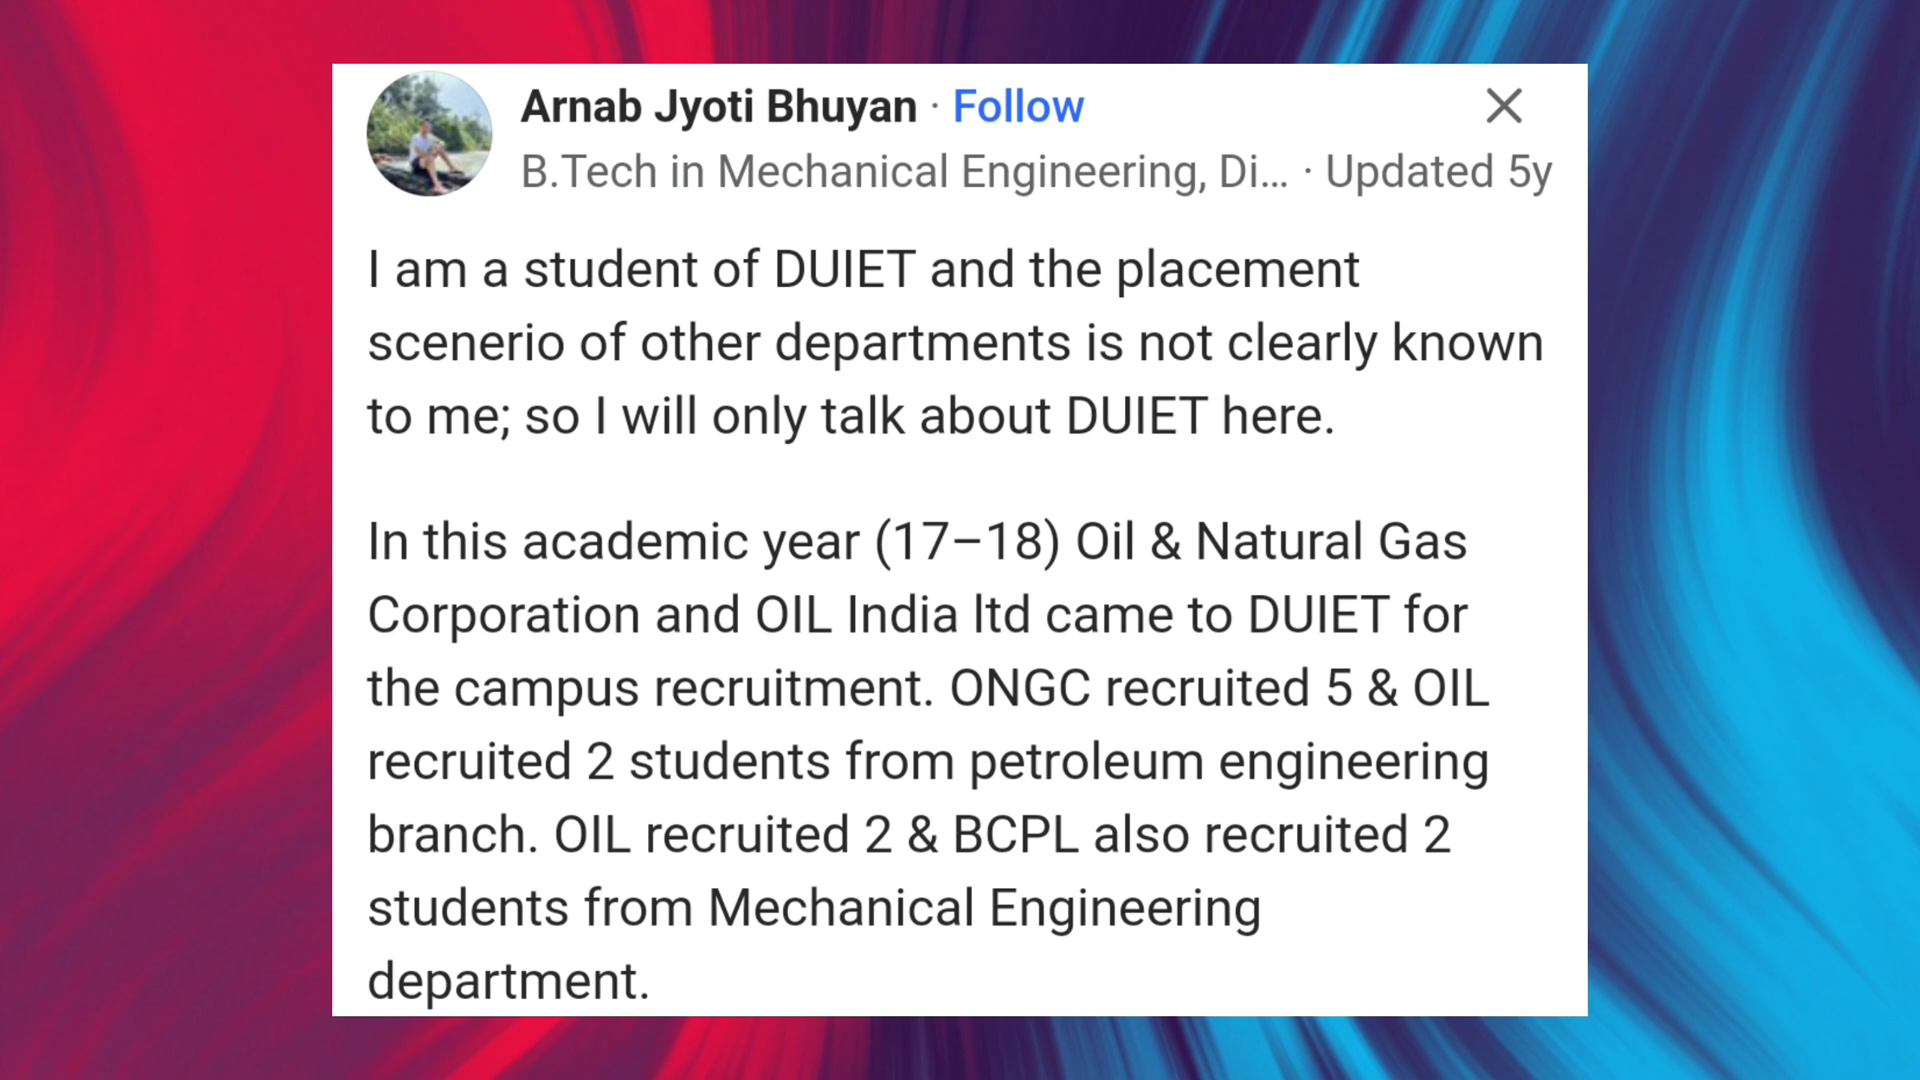 Arnab Jyoti Bhuyan · Follow
B.Tech in Mechanical Engineering, Di... · Updated 5y
I am a student of DUIET and the placement
scenerio of other departments is not clearly known
to me; so I will only talk about DUIET here.
In this academic year (17–18) Oil & Natural Gas
Corporation and OIL India ltd came to DUIET for
the campus recruitment. ONGC recruited 5 & OIL
recruited 2 students from petroleum engineering
branch. OIL recruited 2 & BCPL also recruited 2
students from Mechanical Engineering
department.